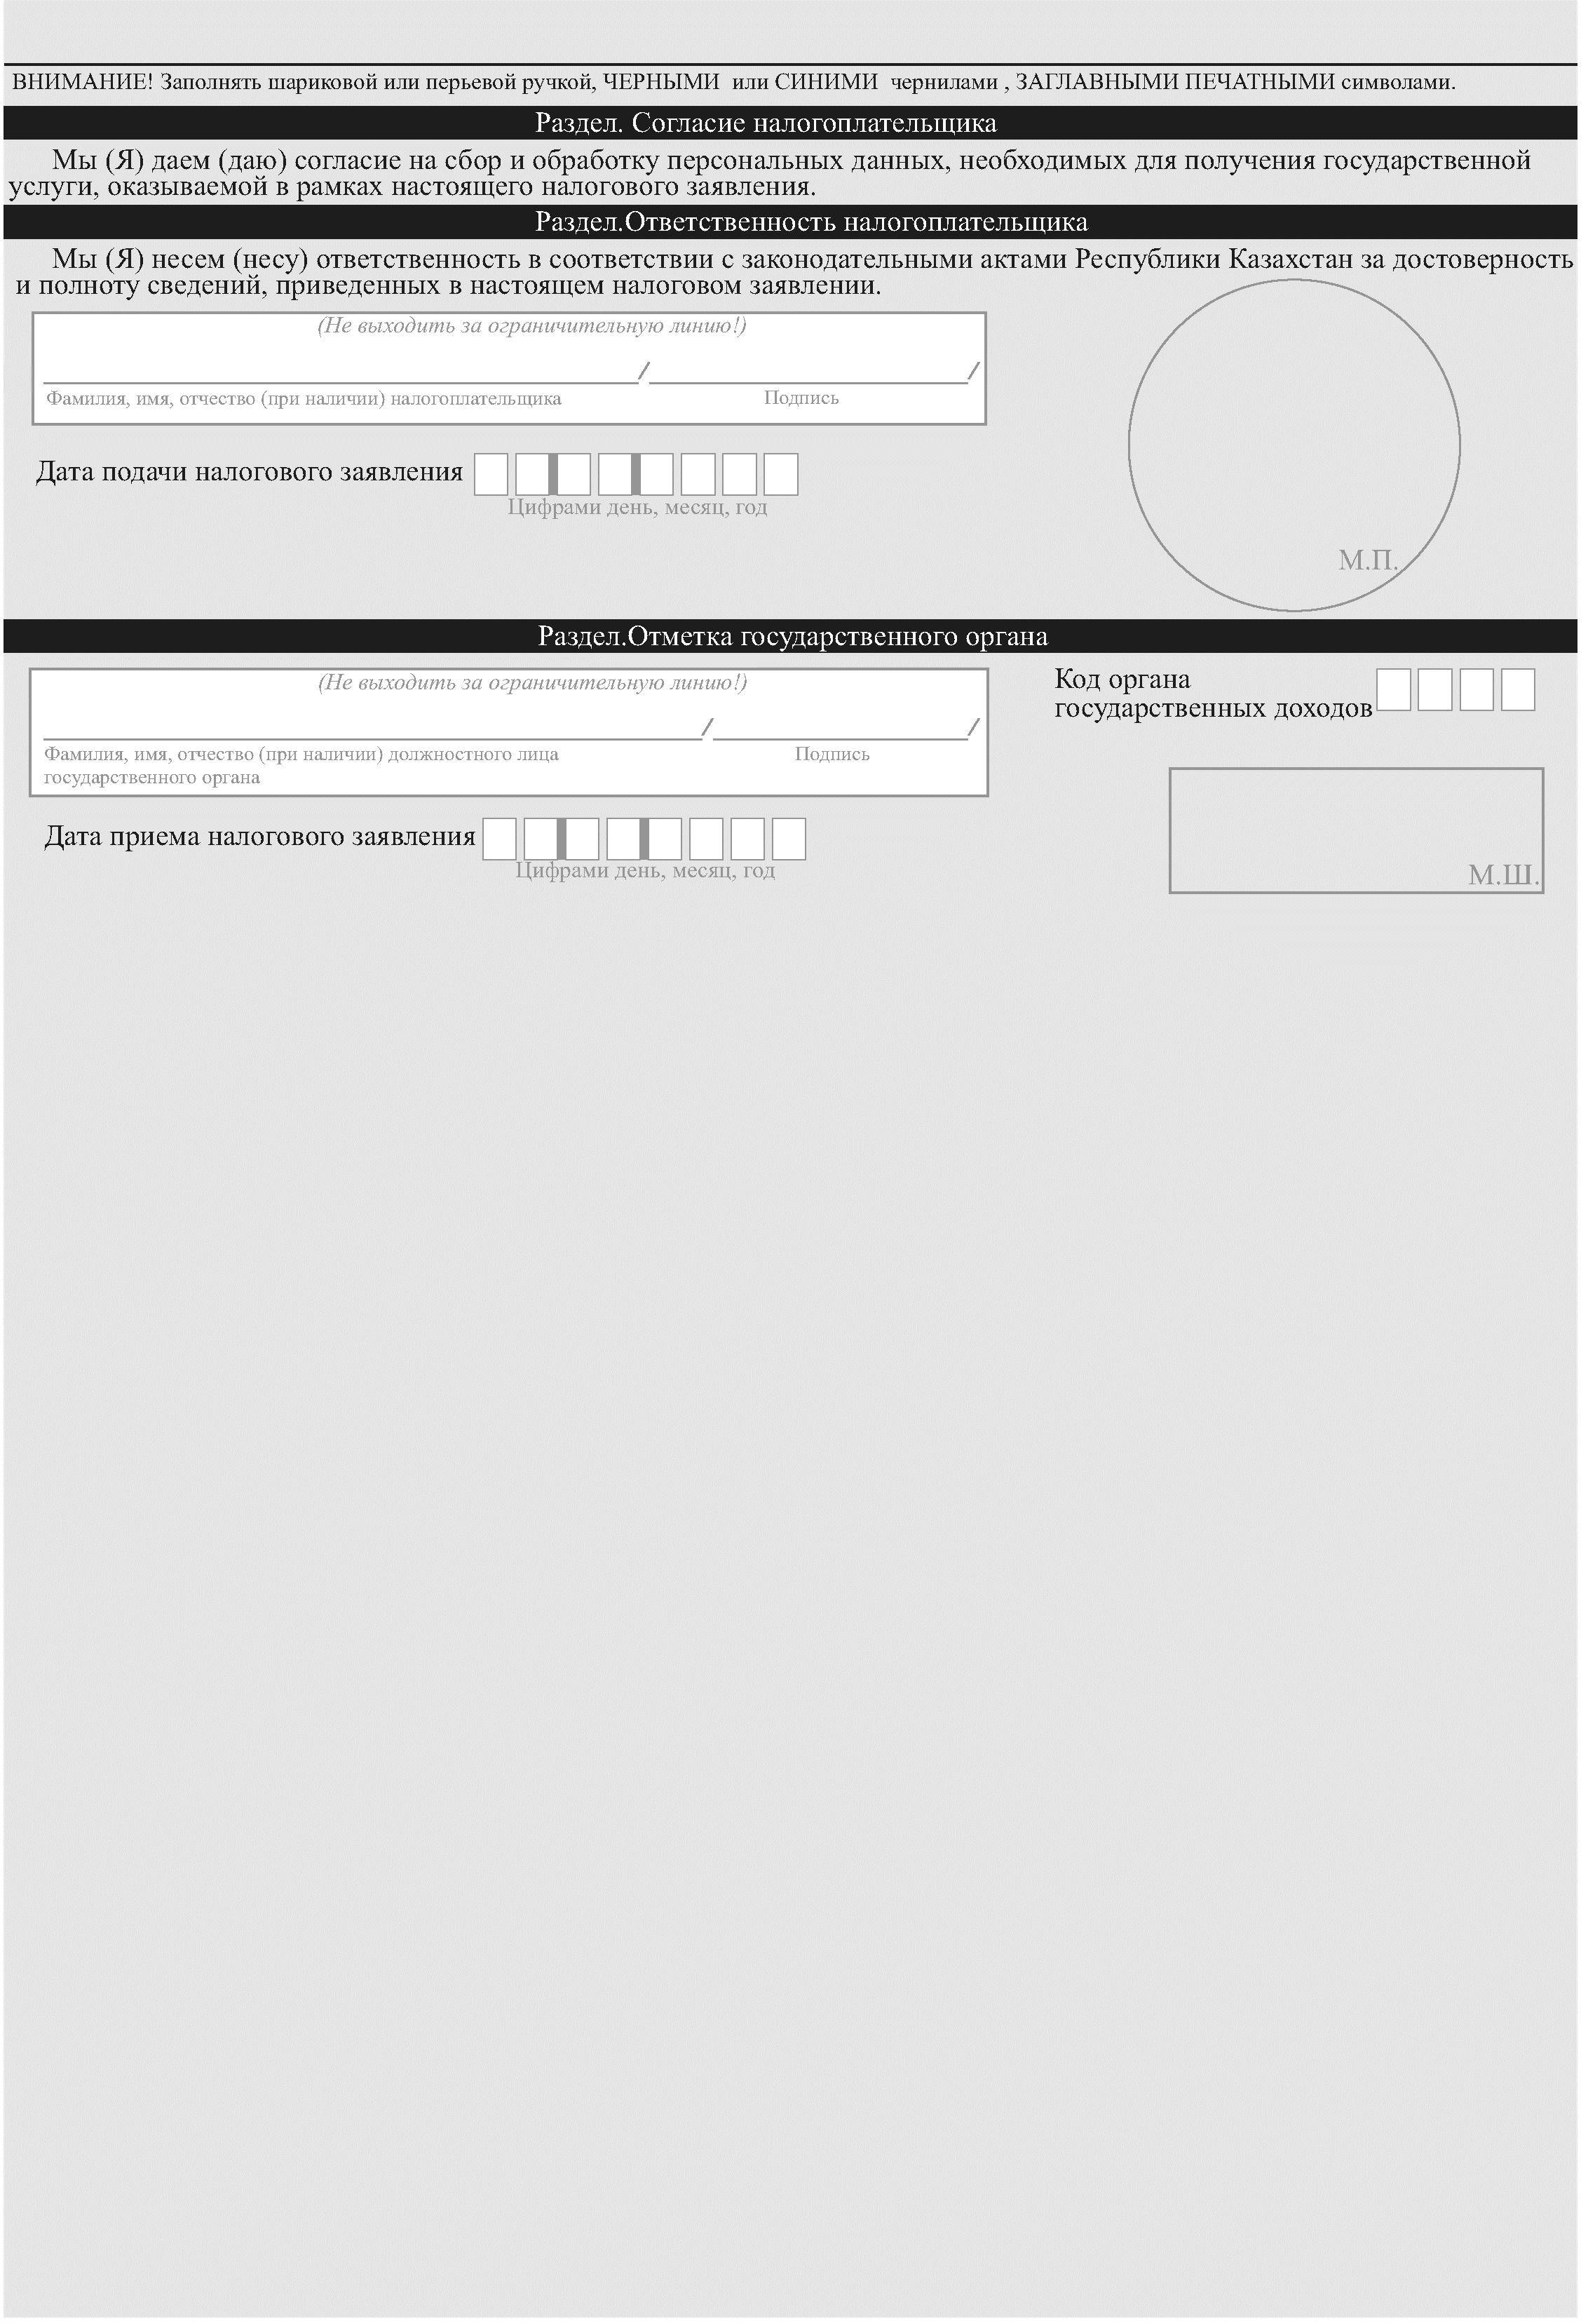 ВНИМАНИЕ! Заполнять шариковой или перьевой ручкой, ЧЕРНЫМИ или СИНИМИ чернилами , ЗАГЛАВНЫМИ ПЕЧАТНЫМИ символами.
Раздел. Согласие налогоплательщика
Мы (Я) даем (даю) согласие на сбор и обработку персональных данных, необходимых для получения государственной
услуги, оказываемой в рамках настоящего налогового заявления.
Раздел.Ответственность налогоплательщика
Мы (Я) несем (несу) ответственность в соответствии с законодательными актами Республики Казахстан за достоверность
и полноту сведений, приведенных в настоящем налоговом заявлении.
(Не выходить за ограничительную линию!)
/ /
Фамилия, имя, отчество (при наличии) налогоплательщика Подпись
Дата подачи налогового заявления
Цифрами день, месяц, год
М.П.
Раздел.Отметка государственного органа
(Не выходить за ограничительную линию!)
/ /
Фамилия, имя, отчество (при наличии) должностного лица Подпись
государственного органа
Код органа
государственных доходов
Дата приема налогового заявления
Цифрами день, месяц, год
М.Ш.